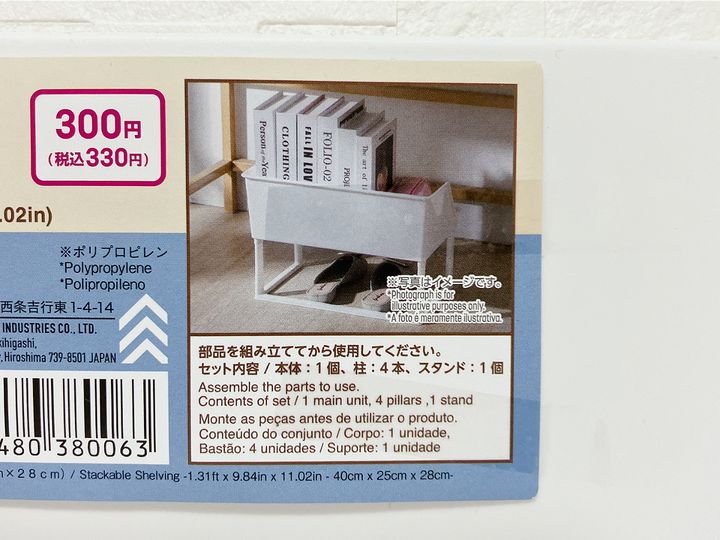 300円
(税込330円)
.02in)
※ポリプロピレン
*Polypropylene
*Polipropileno
西条吉行東1-4-14
INDUSTRIES CO., LTD.
kihigashi,
y, Hiroshima 739-8501 JAPAN
480 380063
Person
of the Year
CLOTHING
FALL IN LOVE
FOLIO-02
PROJE
The art of
※写真はイメージです。
*Photograph is for
illustrative purposes only.
*A foto é meramente ilustrativa.
部品を組み立ててから使用してください。
セット内容 / 本体：1個、柱：4本、スタンド：1個
Assemble the parts to use.
Contents of set / 1 main unit, 4 pillars ,1 stand
Monte as peças antes de utilizar o produto.
Conteúdo do conjunto / Corpo: 1 unidade,
Bastão: 4 unidades / Suporte: 1 unidade
×28cm) / Stackable Shelving -1.31ft x 9.84in x 11.02in - 40cm x 25cm x 28cm-